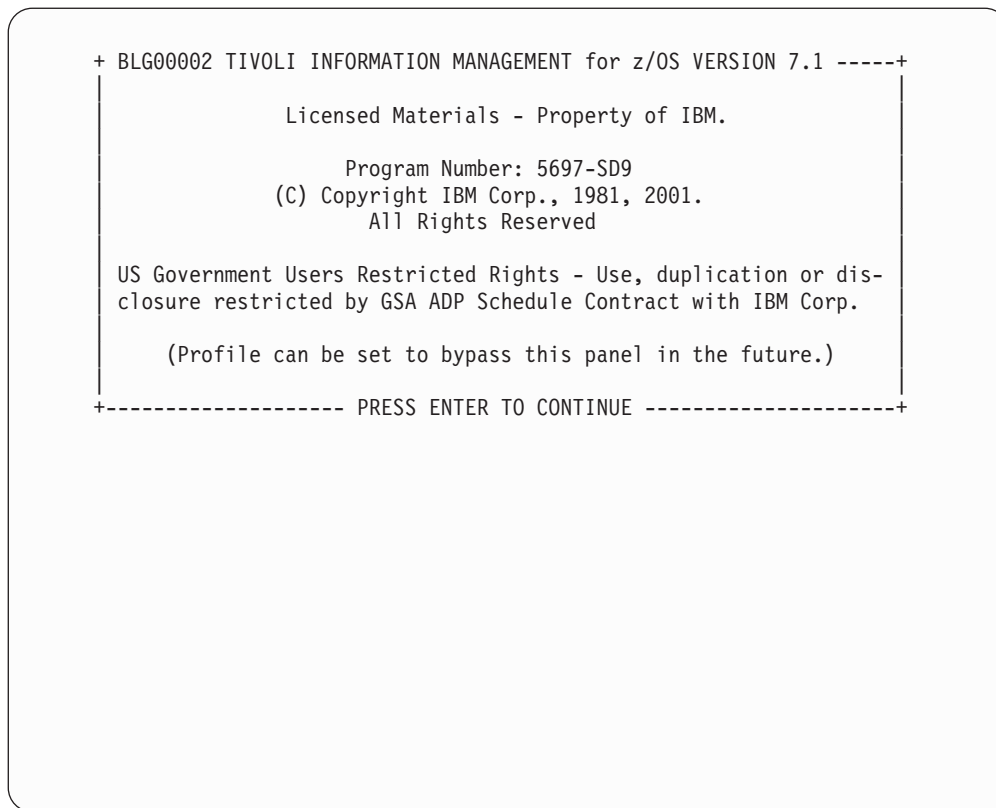 + BLG00002 TIVOLI INFORMATION MANAGEMENT for z/OS VERSION 7.1 -----+
Licensed Materials - Property of IBM.
Program Number: 5697-SD9
(C) Copyright IBM Corp., 1981, 2001.
All Rights Reserved
US Government Users Restricted Rights - Use, duplication or dis-
closure restricted by GSA ADP Schedule Contract with IBM Corp.
(Profile can be set to bypass this panel in the future.)
+-------------------- PRESS ENTER TO CONTINUE ---------------------+